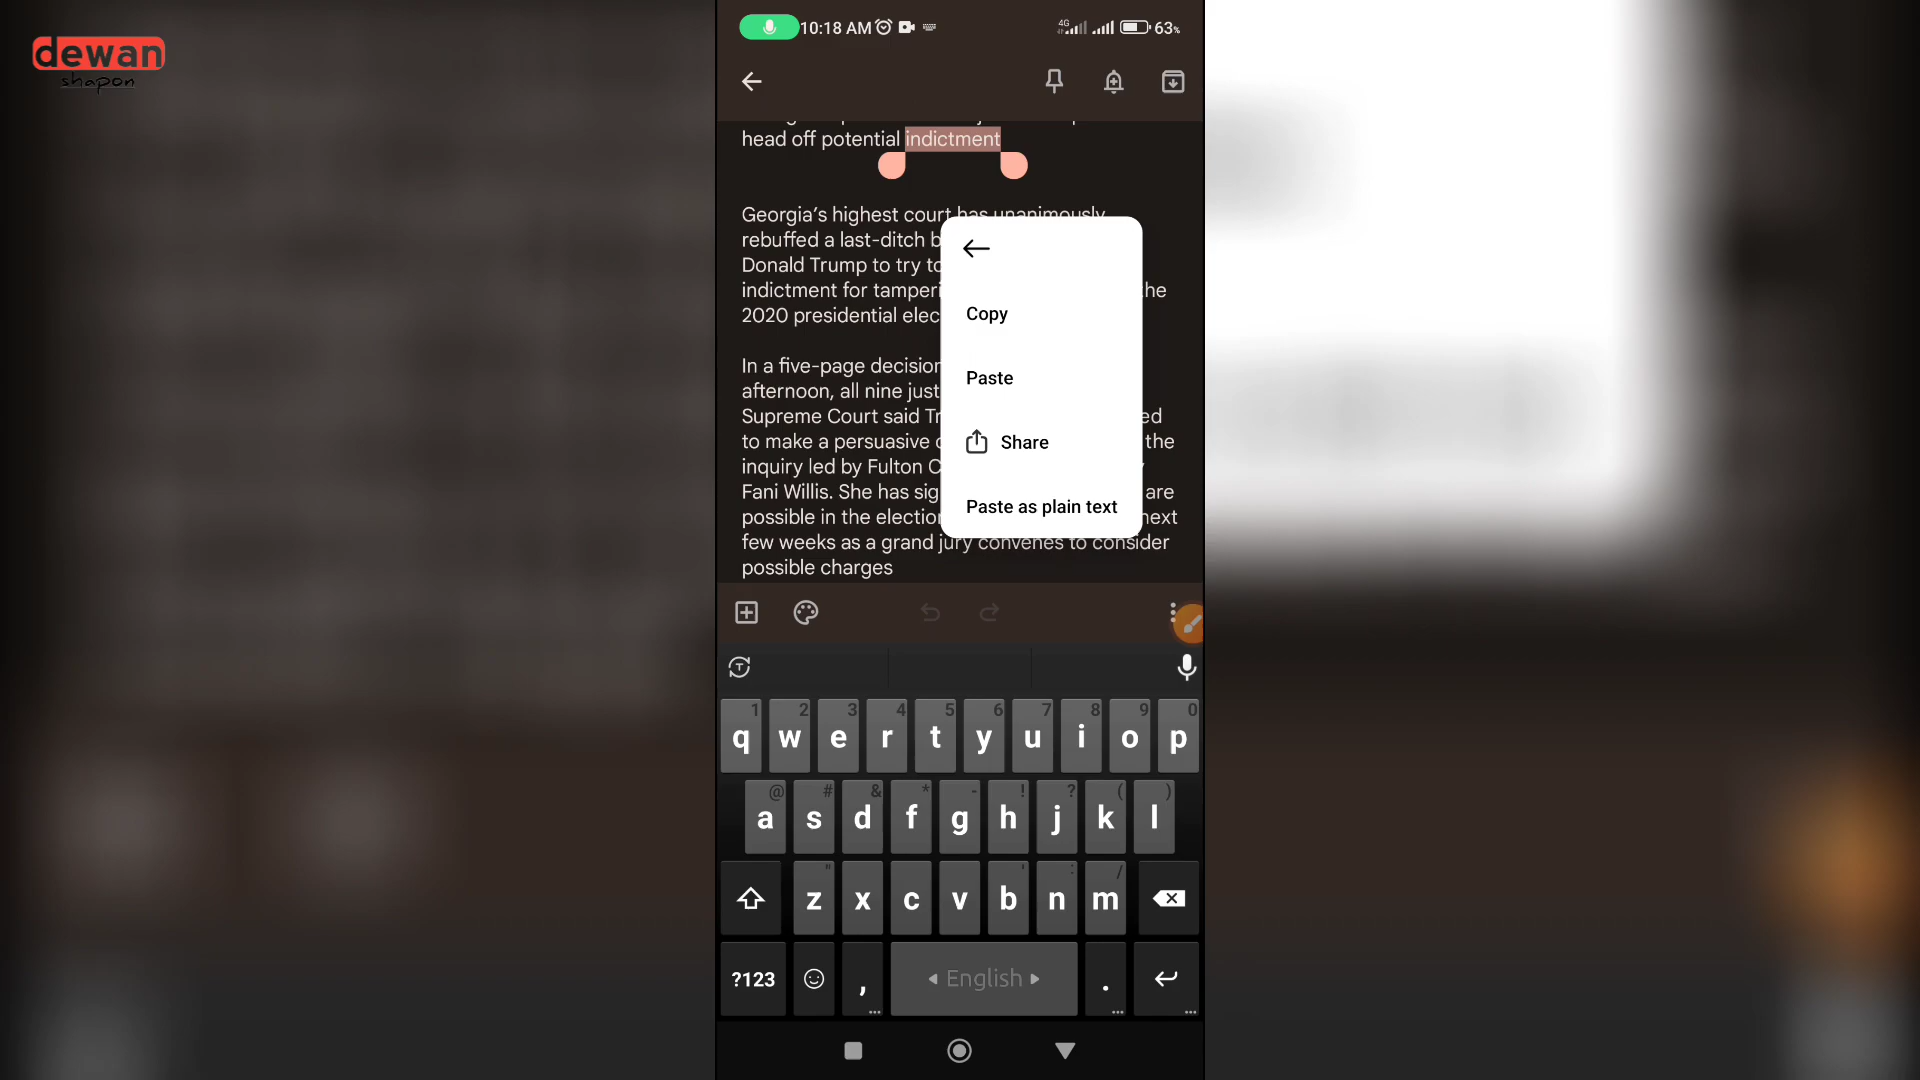 dewan
shapon
10:18 AM
4G
63%
head off potential indictment
Georgia's highest court has unanimously
rebuffed a last-ditch b
Donald Trump to try to
indictment for tamperi
the
2020 presidential elec
In a five-page decision
afternoon, all nine just
Supreme Court said Tr
ed
to make a persuasive
the
inquiry led by Fulton C
Fani Willis. She has sig
are
possible in the election
next
few weeks as a grand jury convenes to consider
possible charges
Copy
Paste
Share
Paste as plain text
1 2 3 4 5 6 7 8 9 0
q w e r t y u i o p
@ # & * - ! ? ( )
a s d f g h j k l
" ' : /
z x c v b n m
?123 , English .